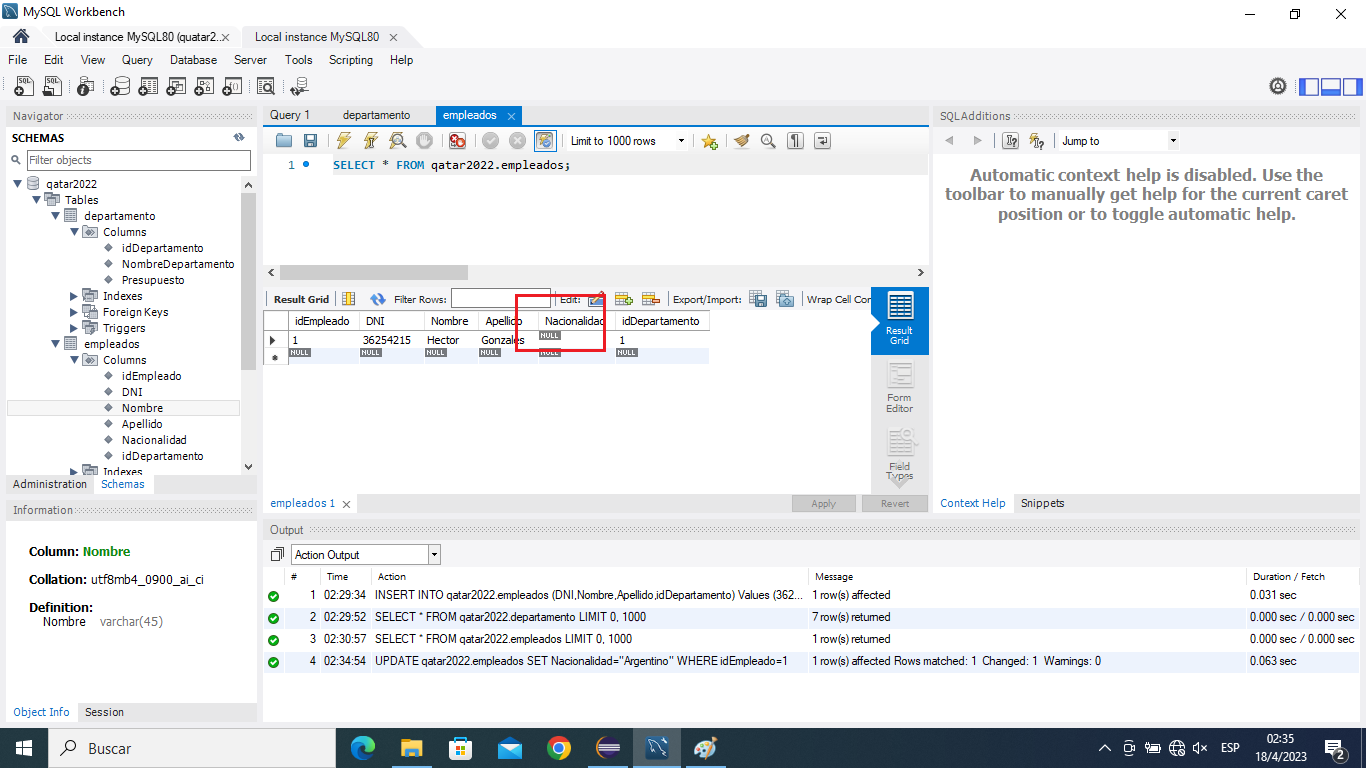 MySQL Workbench
Local instance MySQL80 (quatar2... Local instance MySQL80
File Edit View Query Database Server Tools Scripting Help
Navigator
SCHEMAS
Filter objects
qatar2022
Tables
departamento
Columns
idDepartamento
NombreDepartamento
Presupuesto
Indexes
Foreign Keys
Triggers
empleados
Columns
idEmpleado
DNI
Nombre
Apellido
Nacionalidad
idDepartamento
Indexes
Administration Schemas
Information
Column: Nombre
Collation: utf8mb4_0900_ai_ci
Definition:
Nombre varchar(45)
Object Info Session
Query 1 departamento empleados
Limit to 1000 rows
1 SELECT * FROM qatar2022.empleados;
Result Grid Filter Rows: Edit: Export/Import: Wrap Cell Con
idEmpleado DNI Nombre Apellido Nacionalidad idDepartamento
1 36254215 Hector Gonzales NULL 1
NULL NULL NULL NULL NULL NULL
Result
Grid
Form
Editor
Field
Types
empleados 1 Apply Revert
SQLAdditions
Jump to
Automatic context help is disabled. Use the
toolbar to manually get help for the current caret
position or to toggle automatic help.
Context Help Snippets
Output
Action Output
# Time Action Message Duration / Fetch
1 02:29:34 INSERT INTO qatar2022.empleados (DNI,Nombre,Apellido,idDepartamento) Values (362... 1 row(s) affected 0.031 sec
2 02:29:52 SELECT * FROM qatar2022.departamento LIMIT 0, 1000 7 row(s) returned 0.000 sec / 0.000 sec
3 02:30:57 SELECT * FROM qatar2022.empleados LIMIT 0, 1000 1 row(s) returned 0.000 sec / 0.000 sec
4 02:34:54 UPDATE qatar2022.empleados SET Nacionalidad="Argentino" WHERE idEmpleado=1 1 row(s) affected Rows matched: 1 Changed: 1 Warnings: 0 0.063 sec
Buscar
ESP
02:35
18/4/2023
2